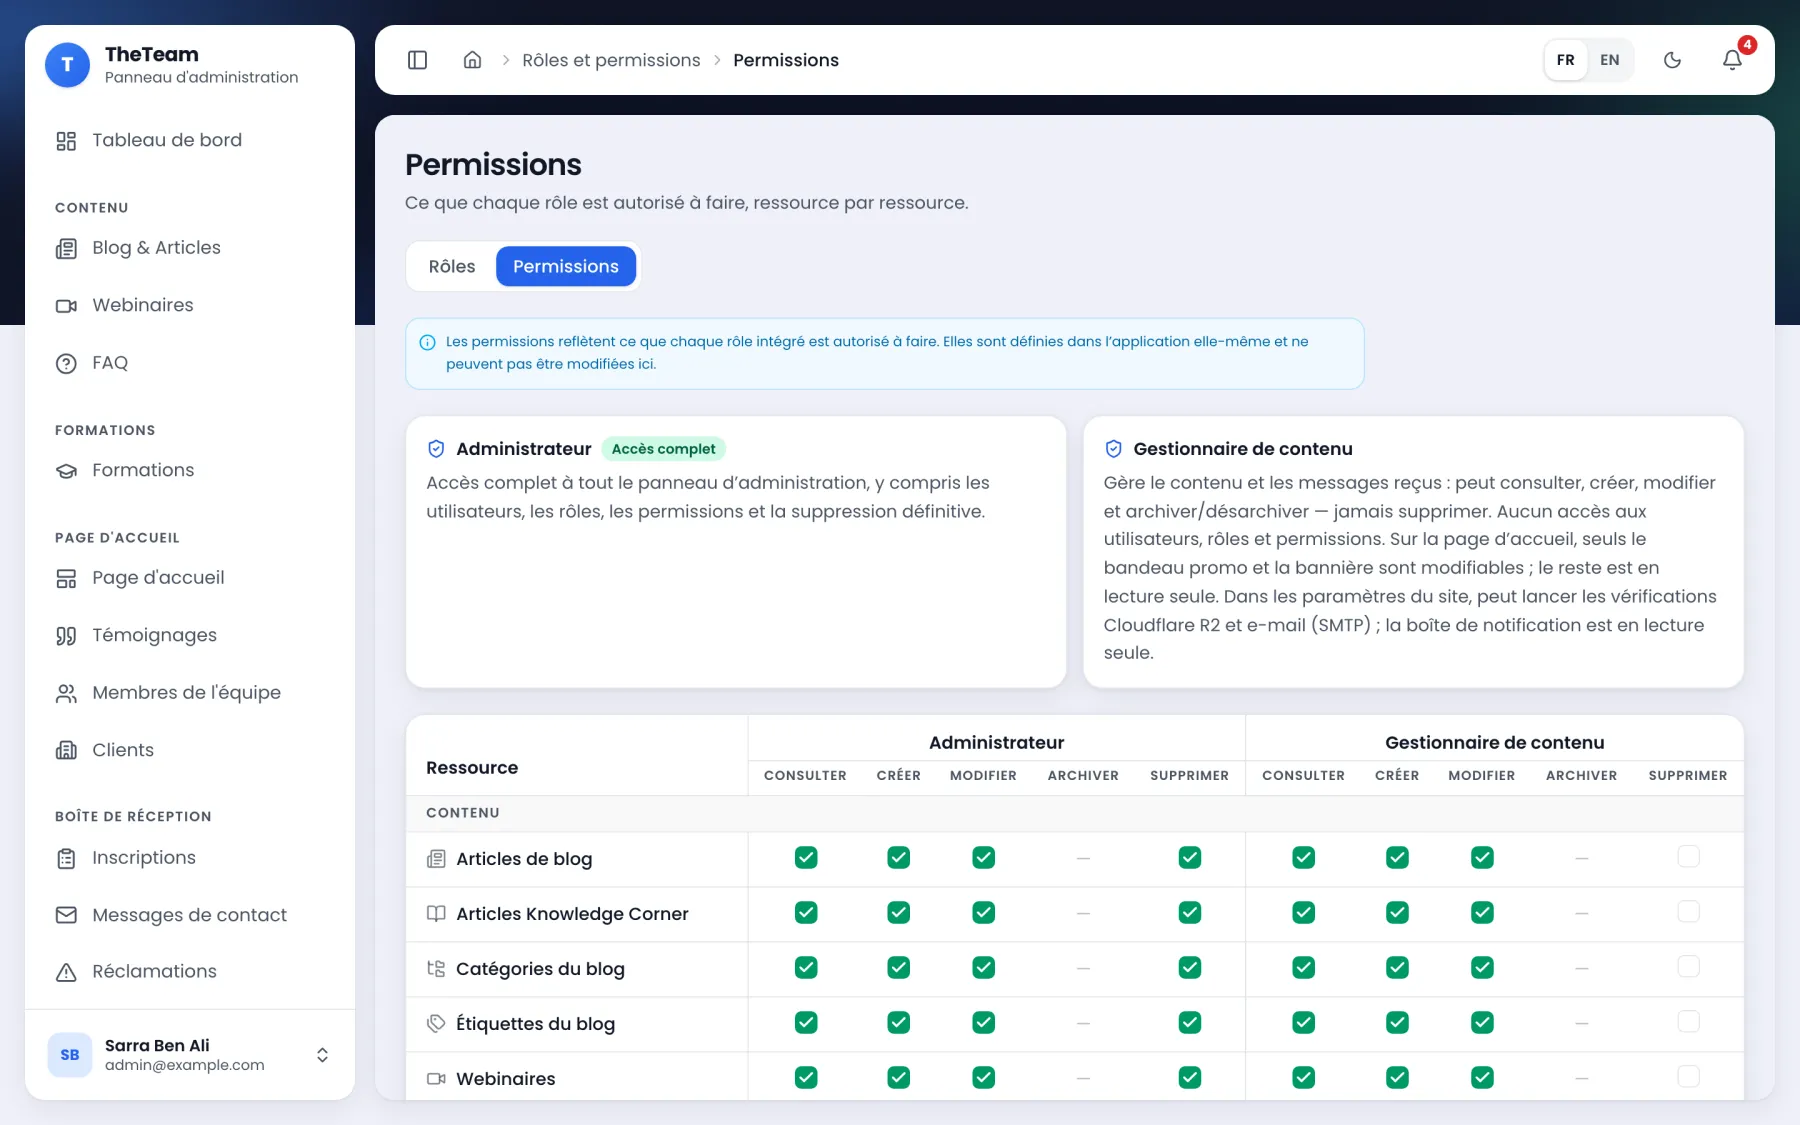 T
TheTeam
Panneau d'administration
Tableau de bord
CONTENU
Blog & Articles
Webinaires
FAQ
FORMATIONS
Formations
PAGE D'ACCUEIL
Page d'accueil
Témoignages
Membres de l'équipe
Clients
BOÎTE DE RÉCEPTION
Inscriptions
Messages de contact
Réclamations
SB
Sarra Ben Ali
admin@example.com
Rôles et permissions
Permissions
FR
EN
4
Permissions
Ce que chaque rôle est autorisé à faire, ressource par ressource.
Rôles
Permissions
Les permissions reflètent ce que chaque rôle intégré est autorisé à faire. Elles sont définies dans l’application elle-même et ne
peuvent pas être modifiées ici.
Administrateur
Accès complet
Accès complet à tout le panneau d’administration, y compris les
utilisateurs, les rôles, les permissions et la suppression définitive.
Gestionnaire de contenu
Gère le contenu et les messages reçus : peut consulter, créer, modifier
et archiver/désarchiver — jamais supprimer. Aucun accès aux
utilisateurs, rôles et permissions. Sur la page d’accueil, seuls le
bandeau promo et la bannière sont modifiables ; le reste est en
lecture seule. Dans les paramètres du site, peut lancer les vérifications
Cloudflare R2 et e-mail (SMTP) ; la boîte de notification est en lecture
seule.
Ressource
Administrateur
Gestionnaire de contenu
CONSULTER CRÉER MODIFIER ARCHIVER SUPPRIMER CONSULTER CRÉER MODIFIER ARCHIVER SUPPRIMER
CONTENU
Articles de blog — —
Articles Knowledge Corner — —
Catégories du blog — —
Étiquettes du blog — —
Webinaires — —